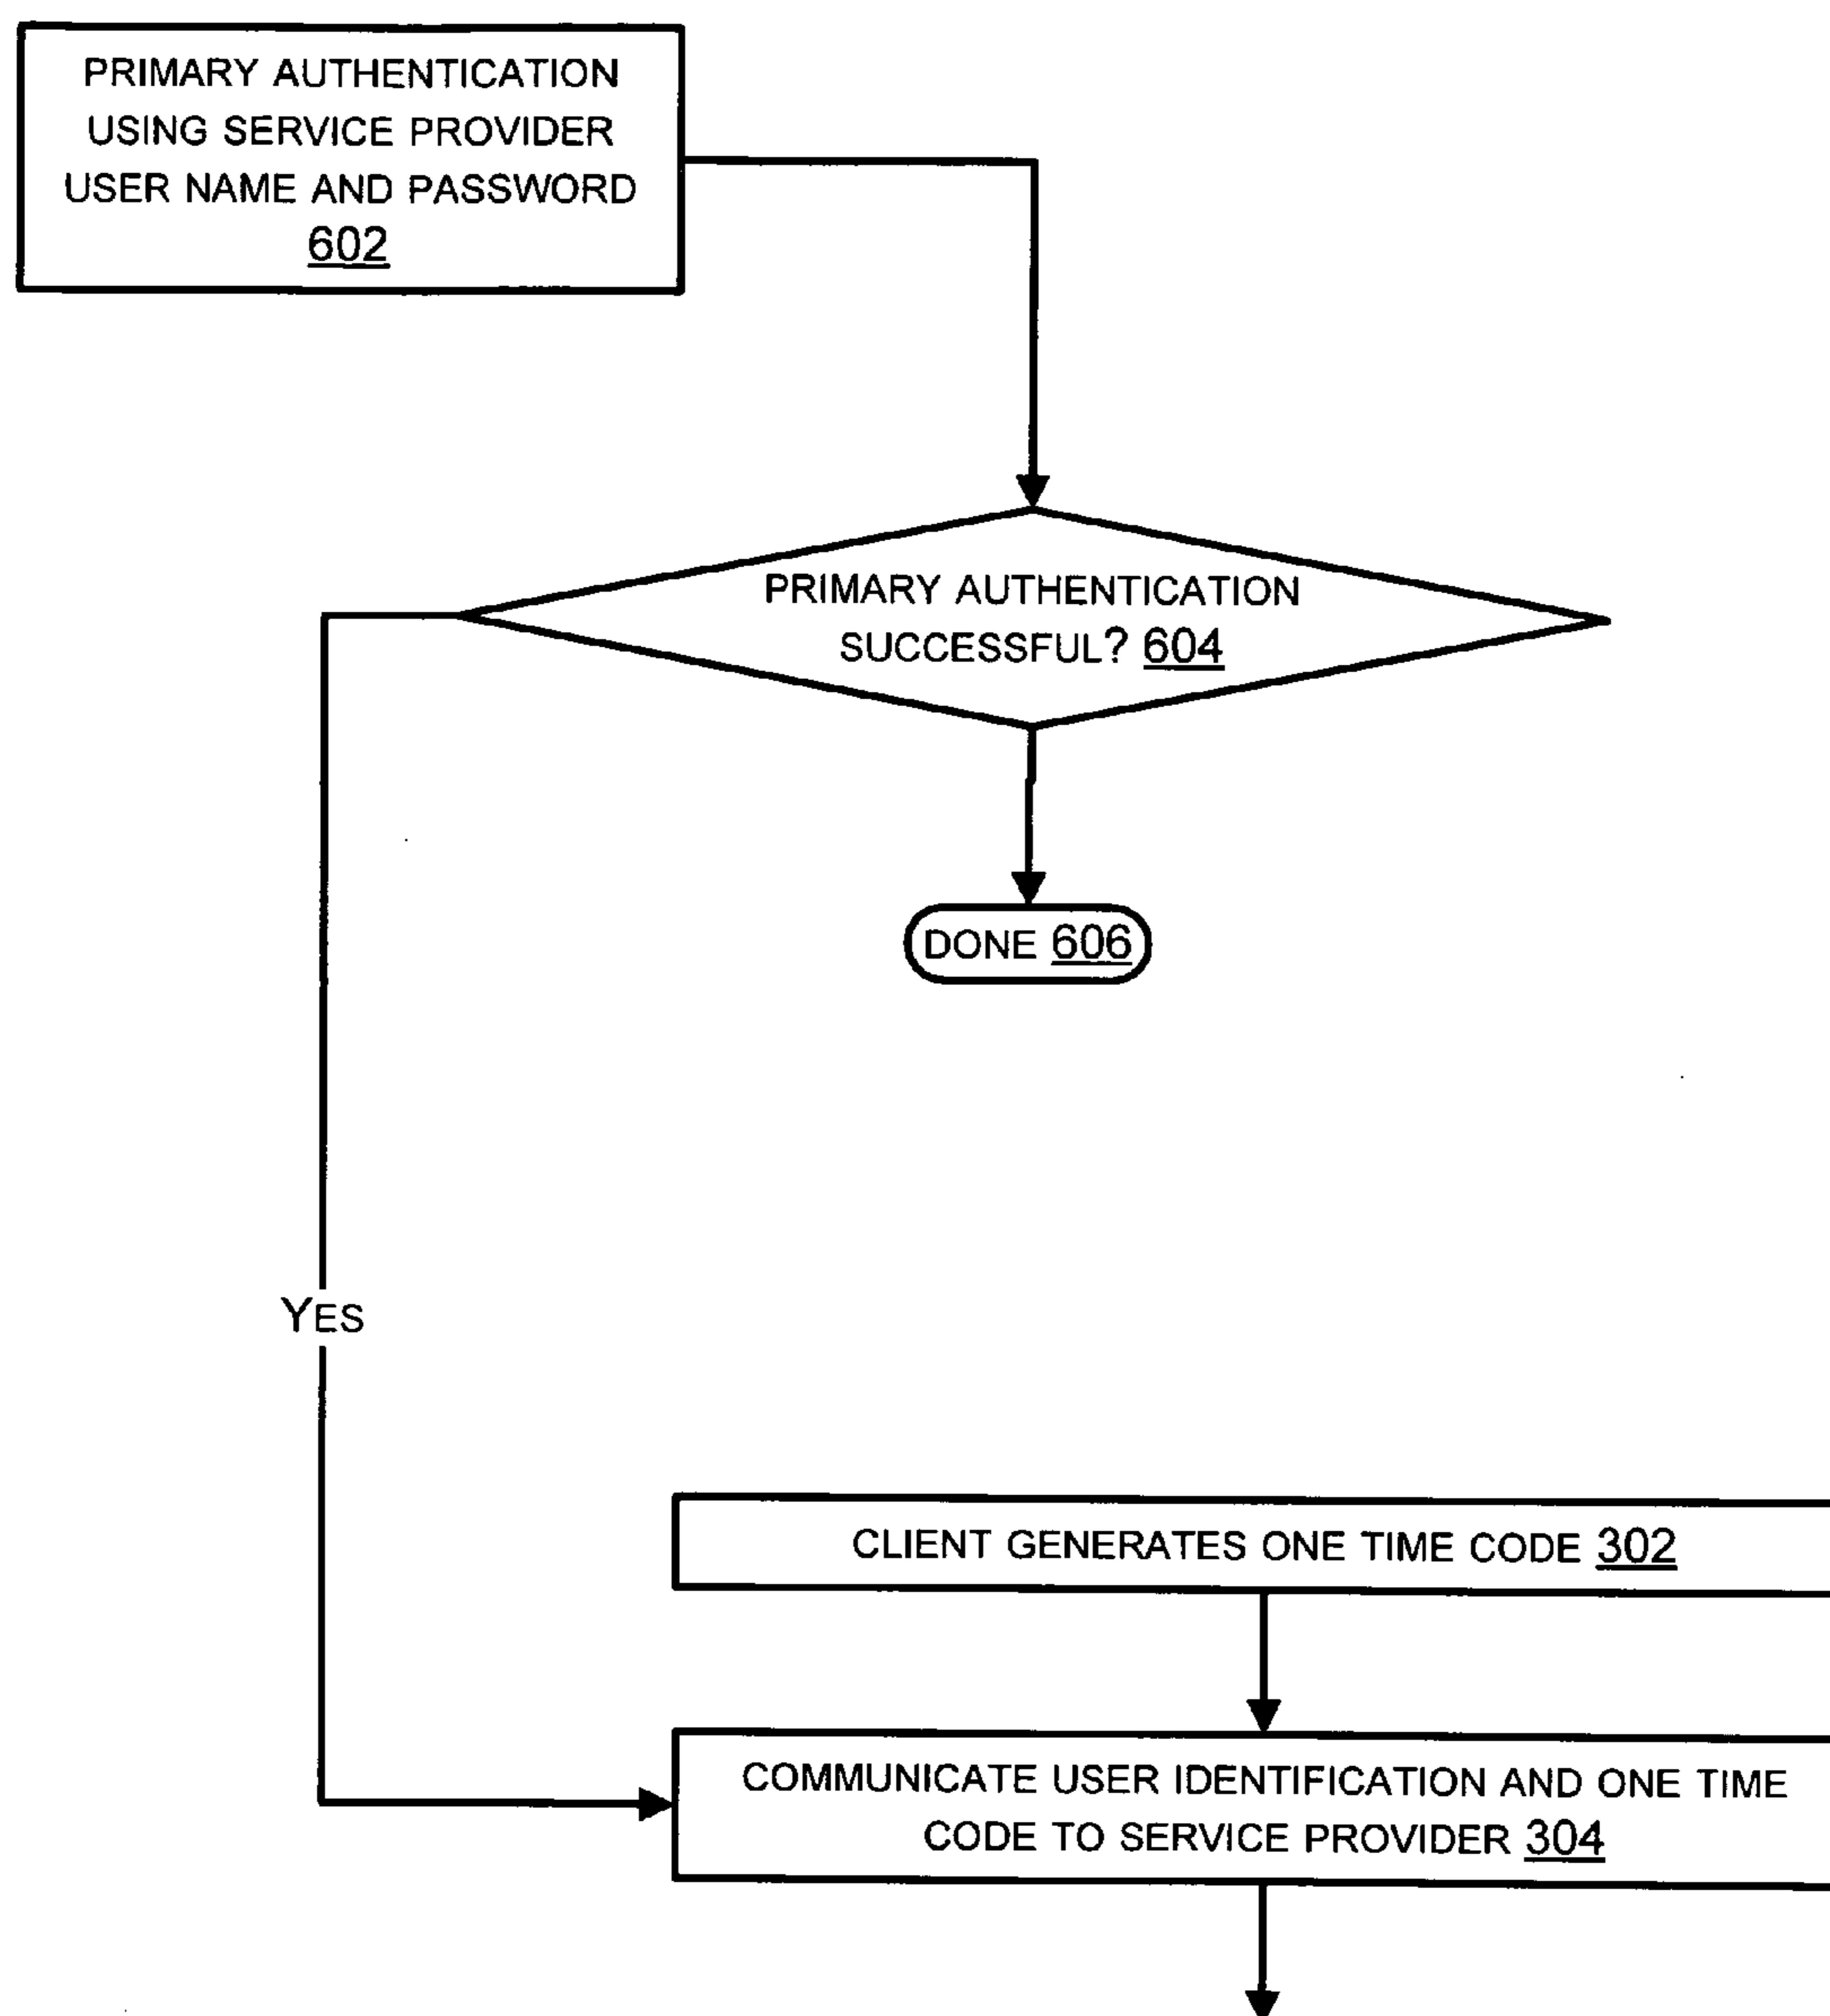 PRIMARY AUTHENTICATION
USING SERVICE PROVIDER
USER NAME AND PASSWORD
602
PRIMARY AUTHENTICATION
SUCCESSFUL? 604
DONE 606
YES
CLIENT GENERATES ONE TIME CODE 302
COMMUNICATE USER IDENTIFICATION AND ONE TIME
CODE TO SERVICE PROVIDER 304